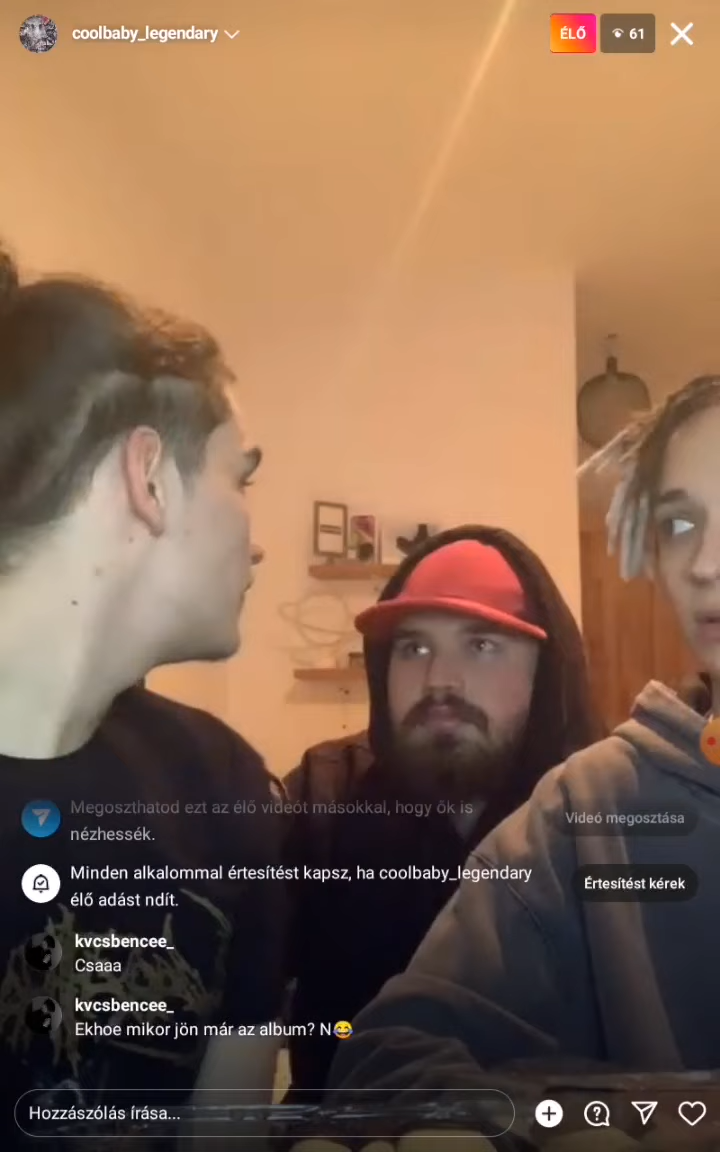 coolbaby_legendary
ÉLŐ
61
Megoszthatod ezt az élő videót másokkal, hogy ők is
nézhessék.
Videó megosztása
Minden alkalommal értesítést kapsz, ha coolbaby_legendary
élő adást ndít.
Értesítést kérek
kvcsbencee_
Csaaa
kvcsbencee_
Ekhoe mikor jön már az album? N😂
Hozzászólás írása...